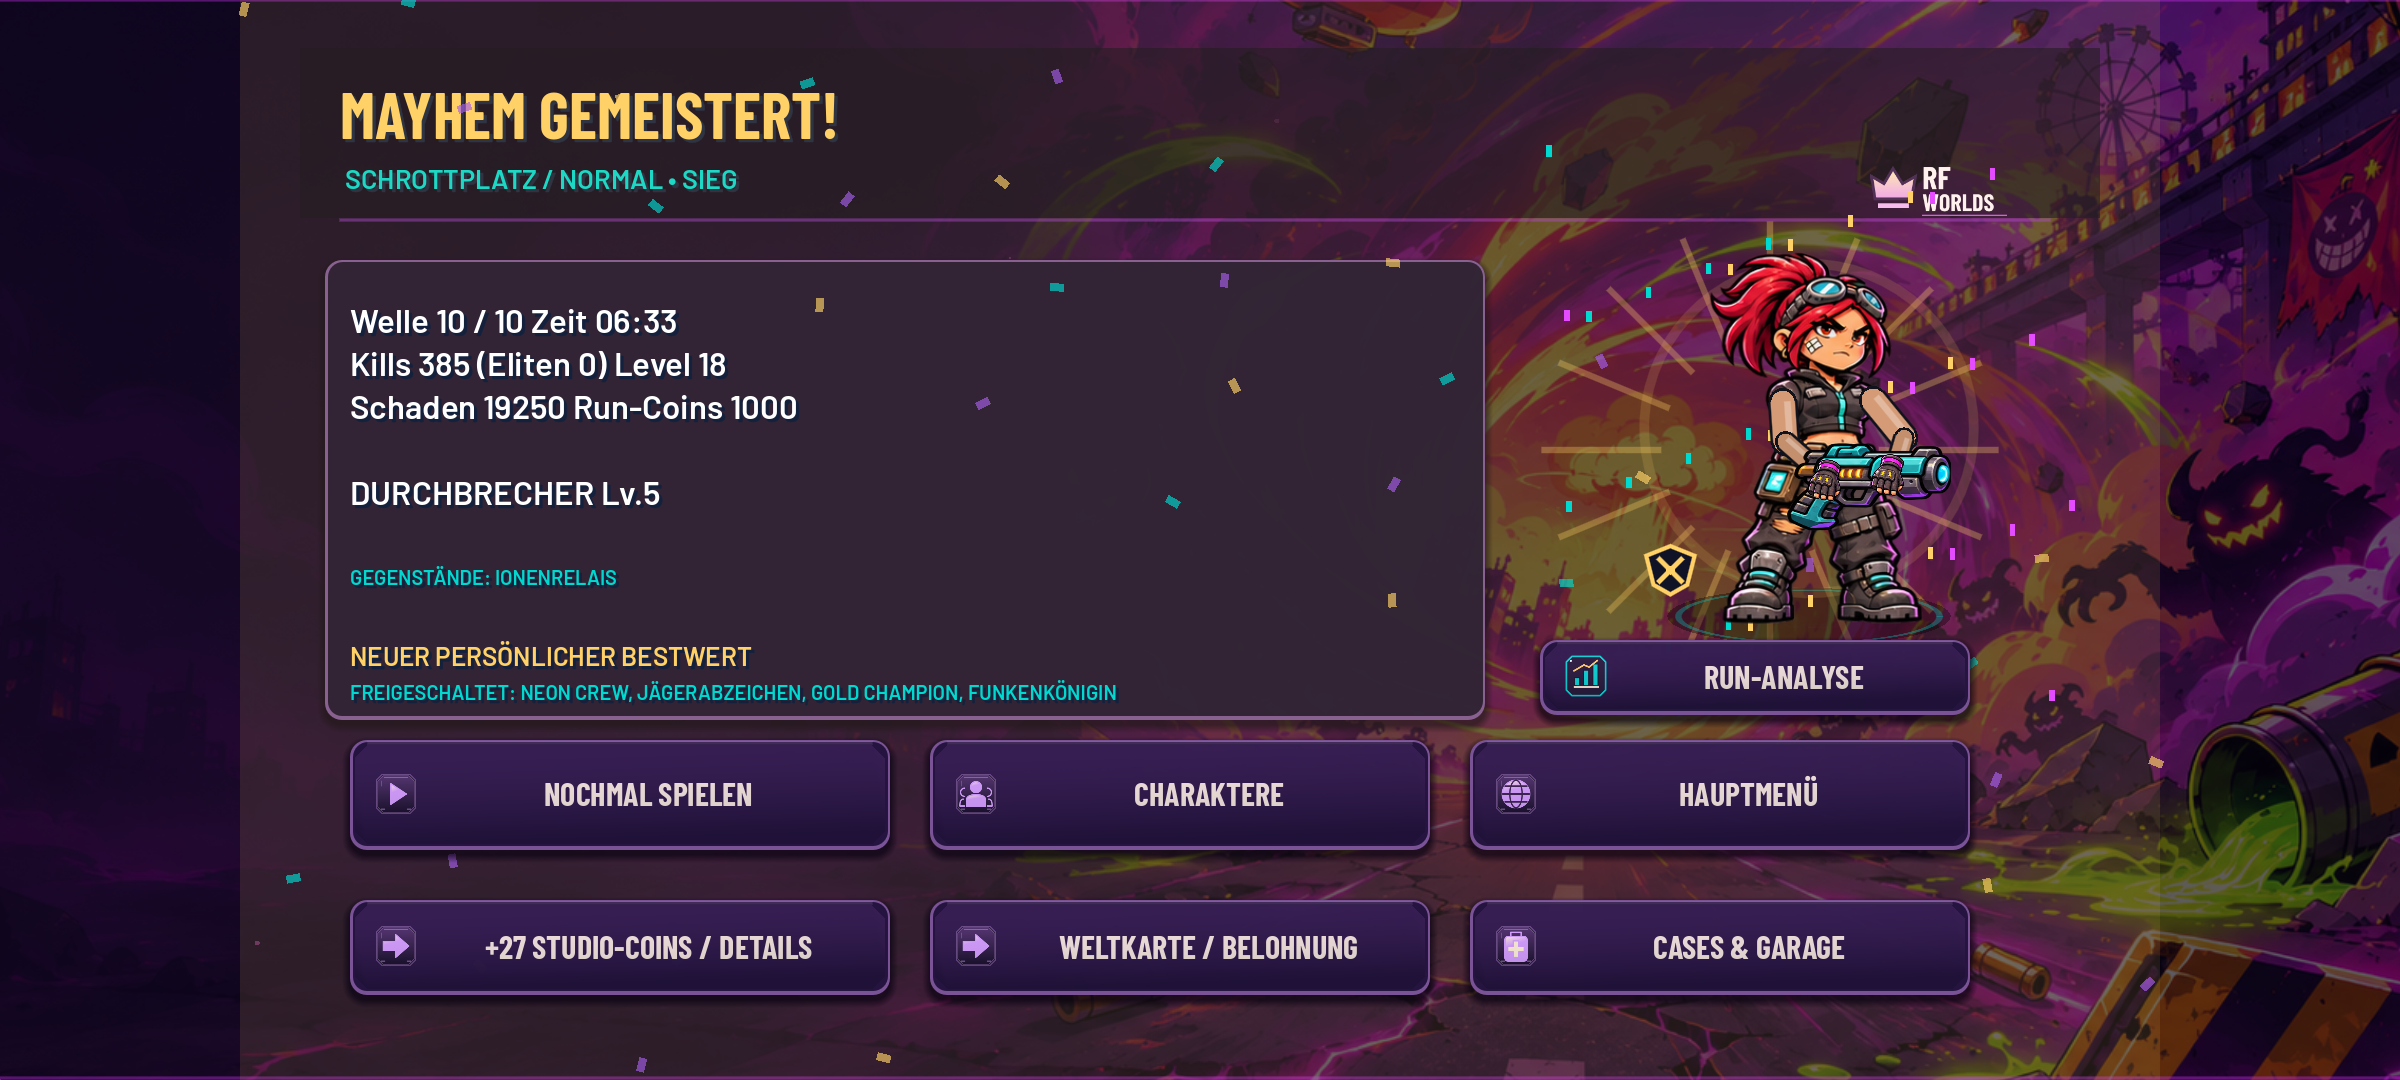 MAYHEM GEMEISTERT!
SCHROTTPLATZ / NORMAL • SIEG
RF
WORLDS
Welle 10 / 10 Zeit 06:33
Kills 385 (Eliten 0) Level 18
Schaden 19250 Run-Coins 1000
DURCHBRECHER Lv.5
GEGENSTÄNDE: IONENRELAIS
NEUER PERSÖNLICHER BESTWERT
FREIGESCHALTET: NEON CREW, JÄGERABZEICHEN, GOLD CHAMPION, FUNKENKÖNIGIN
RUN-ANALYSE
NOCHMAL SPIELEN
CHARAKTERE
HAUPTMENÜ
+27 STUDIO-COINS / DETAILS
WELTKARTE / BELOHNUNG
CASES & GARAGE